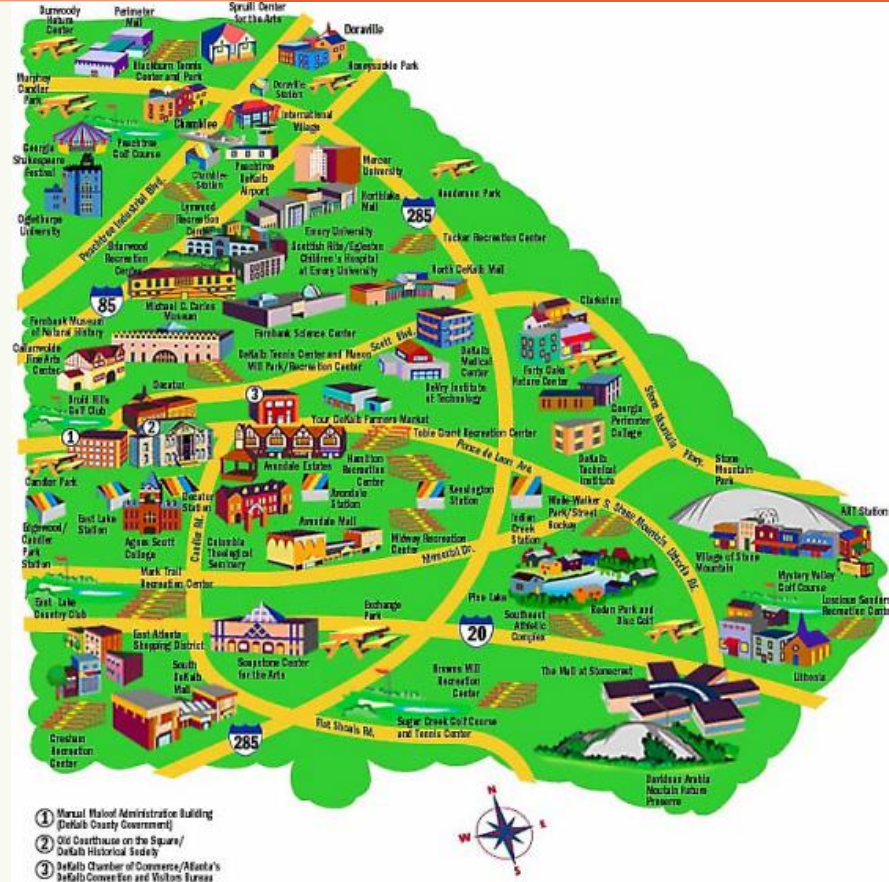 Dunwoody
Nature
Center
Perimeter
Mall
Spruill Center
for the Arts
Doraville
Blackburn Tennis
Center and Park
Honeysuckle Park
Murphey
Candler
Park
Doraville
Station
Chamblee
International
Village
Georgia
Shakespeare
Festival
Peachtree
Golf Course
Chamblee
Station
Peachtree
DeKalb
Airport
Mercer
University
Henderson Park
Oglethorpe
University
Peachtree Industrial Blvd.
Lynwood
Recreation
Center
Northlake
Mall
285
Briarwood
Recreation
Center
Emory University
Scottish Rite/Egleston
Children's Hospital
at Emory University
Tucker Recreation Center
North DeKalb Mall
85
Michael C. Carlos
Museum
Clarkston
Fernbank Museum
of Natural History
Fernbank Science Center
Scott Blvd.
Callanwolde
Fine Arts
Center
DeKalb Tennis Center and Mason
Mill Park/Recreation Center
DeKalb
Medical
Center
Forty Oaks
Nature Center
Decatur
DeVry Institute
of Technology
Druid Hills
Golf Club
Georgia
Perimeter
College
Stone Mountain Hwy.
1
2
3
Your DeKalb Farmers Market
Tobie Grant Recreation Center
Ponce de Leon Ave.
DeKalb
Technical
Institute
Stone
Mountain
Park
Candler Park
Avondale Estates
Hamilton
Recreation
Center
Decatur
Station
Avondale
Station
Kensington
Station
Wade-Walker
Park/Street
Hockey
S. Stone Mountain Lithonia Rd.
ART Station
Edgewood/
Candler
Park
Station
East Lake
Station
Agnes Scott
College
Candler Rd.
Columbia
Theological
Seminary
Avondale Mall
Midway Recreation
Center
Indian
Creek
Station
Village of Stone
Mountain
Memorial Dr.
Mark Trail
Recreation Center
Mystery Valley
Golf Course
East Lake
Country Club
Exchange
Park
Pine Lake
Redan Park and
Disc Golf
Southeast
Athletic
Complex
Luscious Sanders
Recreation Center
20
East Atlanta
Shopping District
South
DeKalb
Mall
Soapstone Center
for the Arts
Browns Mill
Recreation
Center
The Mall at Stonecrest
Lithonia
Gresham
Recreation
Center
285
Flat Shoals Rd.
Sugar Creek Golf Course
and Tennis Center
Davidson Arabia
Moutain Nature
Preserve
N
W
E
S
1 Manual Maloof Administration Building
(DeKalb County Government)
2 Old Courthouse on the Square/
DeKalb Historical Society
3 DeKalb Chamber of Commerce/Atlanta's
DeKalb Convention and Visitors Bureau